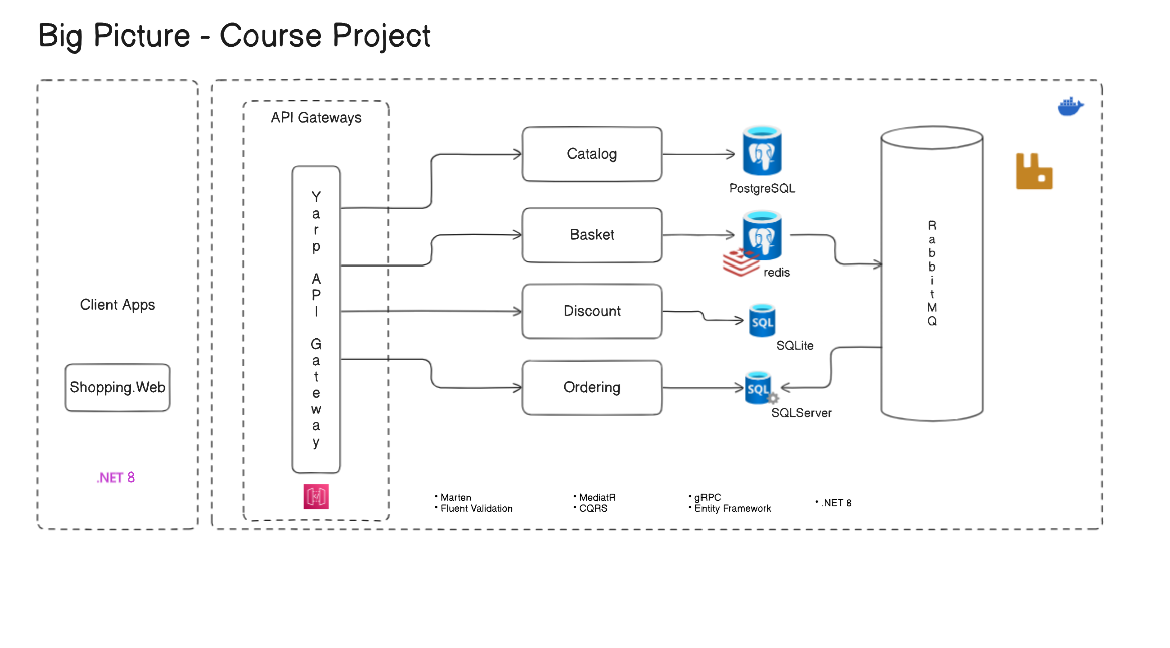 Big Picture - Course Project
API Gateways
Client Apps
Shopping.Web
.NET 8
Yarp API Gateway
Catalog
PostgreSQL
Basket
redis
Discount
SQL
SQLite
Ordering
SQL
SQLServer
RabbitMQ
• Marten
• Fluent Validation
• MediatR
• CQRS
• gRPC
• Entity Framework
• .NET 8